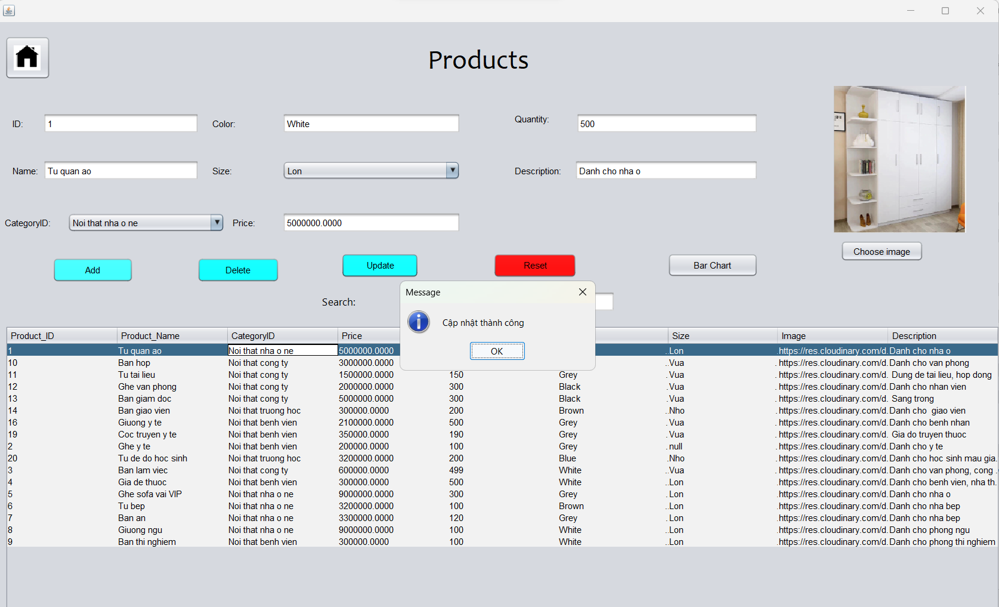 Products
ID: 1 Color: White Quantity: 500
Name: Tu quan ao Size: Lon Description: Danh cho nha o
CategoryID: Noi that nha o ne Price: 5000000.0000
Choose image
Add Delete Update Reset Bar Chart
Search:
Message
Cập nhật thành công
OK
Product_ID Product_Name CategoryID Price Size Image Description
1 Tu quan ao Noi that nha o ne 5000000.0000 ..Lon .https://res.cloudinary.com/d. Danh cho nha o
10 Ban hop Noi that cong ty 3000000.0000 ..Vua .https://res.cloudinary.com/d. Danh cho van phong
11 Tu tai lieu Noi that cong ty 1500000.0000 150 Grey .Vua .https://res.cloudinary.com/d. Dung de tai lieu, hop dong
12 Ghe van phong Noi that cong ty 2000000.0000 300 Black .Vua .https://res.cloudinary.com/d. Danh cho nhan vien
13 Ban giam doc Noi that cong ty 5000000.0000 300 Black .Vua .https://res.cloudinary.com/d. Sang trong
14 Ban giao vien Noi that truong hoc 300000.0000 200 Brown ..Nho .https://res.cloudinary.com/d. Danh cho giao vien
16 Giuong y te Noi that benh vien 2100000.0000 500 Grey .Vua .https://res.cloudinary.com/d. Danh cho benh nhan
19 Coc truyen y te Noi that benh vien 350000.0000 190 Grey .Vua .https://res.cloudinary.com/d. Gia do truyen thuoc
2 Ghe y te Noi that benh vien 200000.0000 100 Grey .null .https://res.cloudinary.com/d. Danh cho y te
20 Tu de do hoc sinh Noi that truong hoc 3200000.0000 200 Blue .Nho .https://res.cloudinary.com/d. Danh cho hoc sinh mau gia.
3 Ban lam viec Noi that cong ty 600000.0000 499 White ..Vua .https://res.cloudinary.com/d. Danh cho van phong, cong .
4 Gia de thuoc Noi that benh vien 300000.0000 500 White ..Lon .https://res.cloudinary.com/d. Danh cho benh vien, nha th.
5 Ghe sofa vai VIP Noi that nha o ne 9000000.0000 300 Grey .Lon .https://res.cloudinary.com/d. Danh cho nha o
6 Tu bep Noi that nha o ne 3200000.0000 100 Brown ..Lon .https://res.cloudinary.com/d. Danh cho nha bep
7 Ban an Noi that nha o ne 3300000.0000 120 Grey .Lon .https://res.cloudinary.com/d. Danh cho nha bep
8 Giuong ngu Noi that nha o ne 9000000.0000 100 White ..Lon .https://res.cloudinary.com/d. Danh cho phong ngu
9 Ban thi nghiem Noi that benh vien 300000.0000 100 White ..Lon .https://res.cloudinary.com/d. Danh cho phong thi nghiem